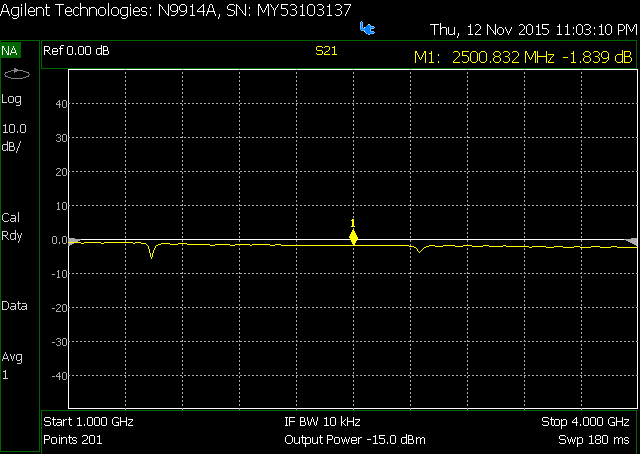 Agilent Technologies: N9914A, SN: MY53103137
Thu, 12 Nov 2015 11:03:10 PM
NA Ref 0.00 dB S21 M1: 2500.832 MHz -1.839 dB
Log
10.0
dB/
Cal
Rdy
Data
Avg
1
40
30
20
10
0.0
-10
-20
-30
-40
1
Start 1.000 GHz IF BW 10 kHz Stop 4.000 GHz
Points 201 Output Power -15.0 dBm Swp 180 ms